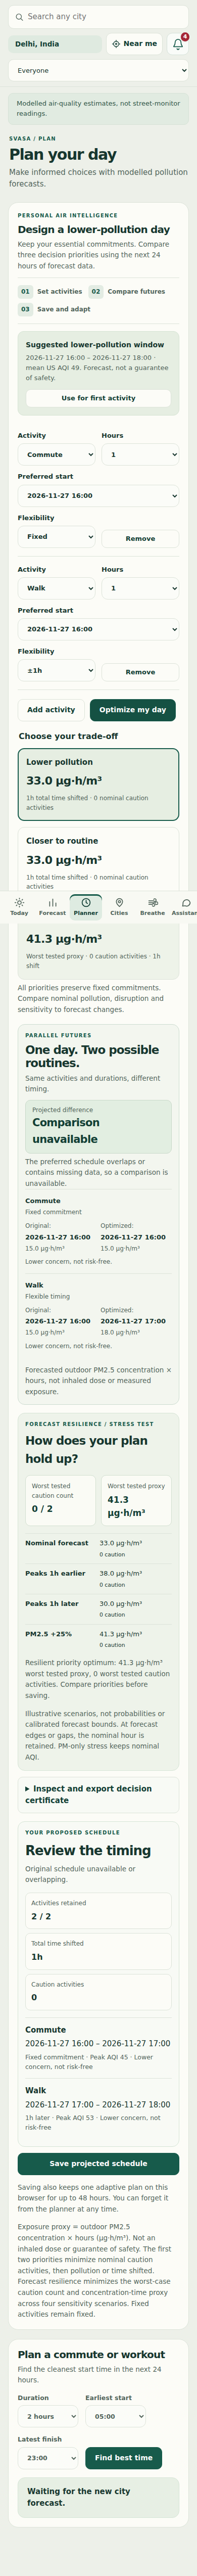 Search any city
Delhi, India
Near me
4
Everyone
Modelled air-quality estimates, not street-monitor
readings.
SVASA / PLAN
Plan your day
Make informed choices with modelled pollution
forecasts.
PERSONAL AIR INTELLIGENCE
Design a lower-pollution day
Keep your essential commitments. Compare
three decision priorities using the next 24
hours of forecast data.
01 Set activities 02 Compare futures
03 Save and adapt
Suggested lower-pollution window
2026-11-27 16:00 – 2026-11-27 18:00 ·
mean US AQI 49. Forecast, not a guarantee
of safety.
Use for first activity
Activity Hours
Commute 1
Preferred start
2026-11-27 16:00
Flexibility
Fixed Remove
Activity Hours
Walk 1
Preferred start
2026-11-27 16:00
Flexibility
±1h Remove
Add activity Optimize my day
Choose your trade-off
Lower pollution
33.0 µg·h/m³
1h total time shifted · 0 nominal caution
activities
Closer to routine
33.0 µg·h/m³
1h total time shifted · 0 nominal caution
activities
Today Forecast Planner Cities Breathe Assistan
41.3 µg·h/m³
Worst tested proxy · 0 caution activities · 1h
shift
All priorities preserve fixed commitments.
Compare nominal pollution, disruption and
sensitivity to forecast changes.
PARALLEL FUTURES
One day. Two possible
routines.
Same activities and durations, different
timing.
Projected difference
Comparison
unavailable
The preferred schedule overlaps or
contains missing data, so a comparison is
unavailable.
Commute
Fixed commitment
Original: Optimized:
2026-11-27 16:00 2026-11-27 16:00
15.0 µg·h/m³ 15.0 µg·h/m³
Lower concern, not risk-free.
Walk
Flexible timing
Original: Optimized:
2026-11-27 16:00 2026-11-27 17:00
15.0 µg·h/m³ 18.0 µg·h/m³
Lower concern, not risk-free.
Forecasted outdoor PM2.5 concentration ×
hours, not inhaled dose or measured
exposure.
FORECAST RESILIENCE / STRESS TEST
How does your plan
hold up?
Worst tested
caution count
0 / 2
Worst tested proxy
41.3
µg·h/m³
Nominal forecast 33.0 µg·h/m³
0 caution
Peaks 1h earlier 38.0 µg·h/m³
0 caution
Peaks 1h later 30.0 µg·h/m³
0 caution
PM2.5 +25% 41.3 µg·h/m³
0 caution
Resilient priority optimum: 41.3 µg·h/m³
worst tested proxy, 0 worst tested caution
activities. Compare priorities before
saving.
Illustrative scenarios, not probabilities or
calibrated forecast bounds. At forecast
edges or gaps, the nominal hour is
retained. PM-only stress keeps nominal
AQI.
▶ Inspect and export decision
certificate
YOUR PROPOSED SCHEDULE
Review the timing
Original schedule unavailable or
overlapping.
Activities retained
2 / 2
Total time shifted
1h
Caution activities
0
Commute
2026-11-27 16:00 – 2026-11-27 17:00
Fixed commitment · Peak AQI 45 · Lower
concern, not risk-free
Walk
2026-11-27 17:00 – 2026-11-27 18:00
1h later · Peak AQI 53 · Lower concern, not
risk-free
Save projected schedule
Saving also keeps one adaptive plan on this
browser for up to 48 hours. You can forget it
from the planner at any time.
Exposure proxy = outdoor PM2.5
concentration × hours (µg·h/m³). Not an
inhaled dose or guarantee of safety. The first
two priorities minimize nominal caution
activities, then pollution or time shifted.
Forecast resilience minimizes the worst-case
caution count and concentration-time proxy
across four sensitivity scenarios. Fixed
activities remain fixed.
Plan a commute or workout
Find the cleanest start time in the next 24
hours.
Duration Earliest start
2 hours 05:00
Latest finish
23:00 Find best time
Waiting for the new city
forecast.